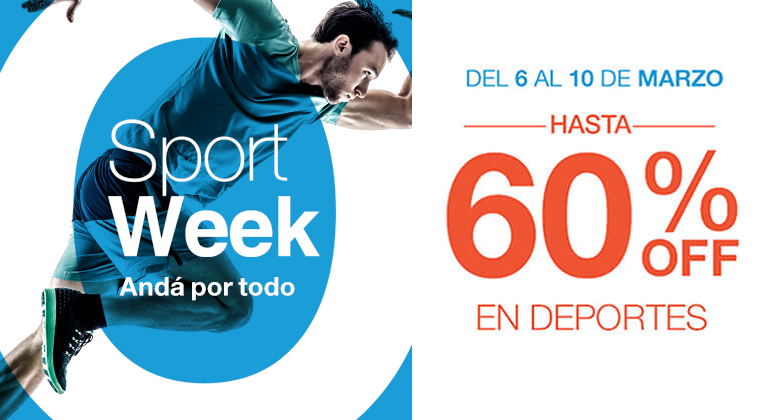 Sport
Week
Andá por todo
DEL 6 AL 10 DE MARZO
HASTA
60% OFF
EN DEPORTES